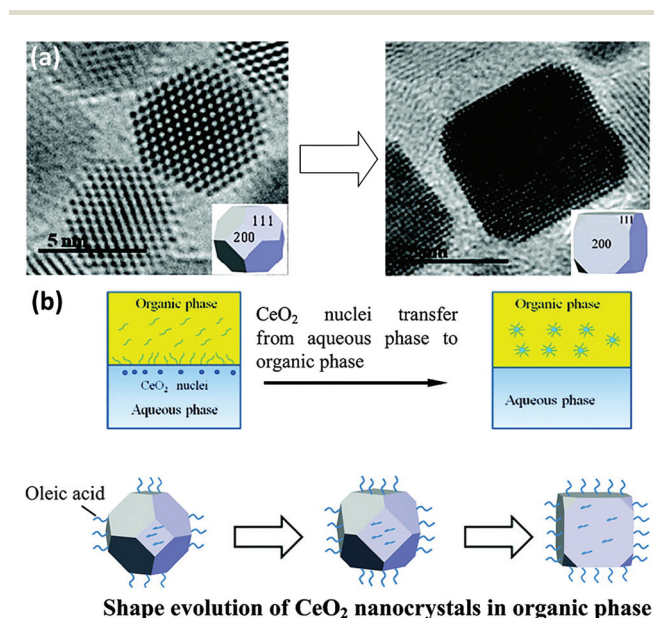 (a)
111
200
5 nm
111
200
(b)
Organic phase
CeO₂ nuclei
Aqueous phase
CeO₂ nuclei transfer
from aqueous phase to
organic phase
Organic phase
Aqueous phase
Oleic acid
Shape evolution of CeO₂ nanocrystals in organic phase